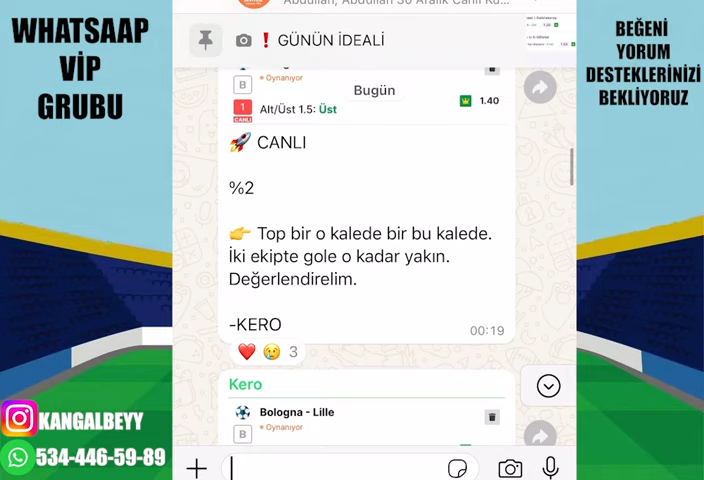 WHATSAAP
VİP
GRUBU
BEĞENİ
YORUM
DESTEKLERİNİZİ
BEKLİYORUZ
❗ GÜNÜN İDEALİ
Oynanıyor
B
Bugün
1
CANLI
Alt/Üst 1.5: Üst
1.40
🚀 CANLI
%2
👉 Top bir o kalede bir bu kalede.
İki ekipte gole o kadar yakın.
Değerlendirelim.
-KERO
00:19
❤️ 😢 3
Kero
Bologna - Lille
B
Oynanıyor
KANGALBEYY
534-446-59-89